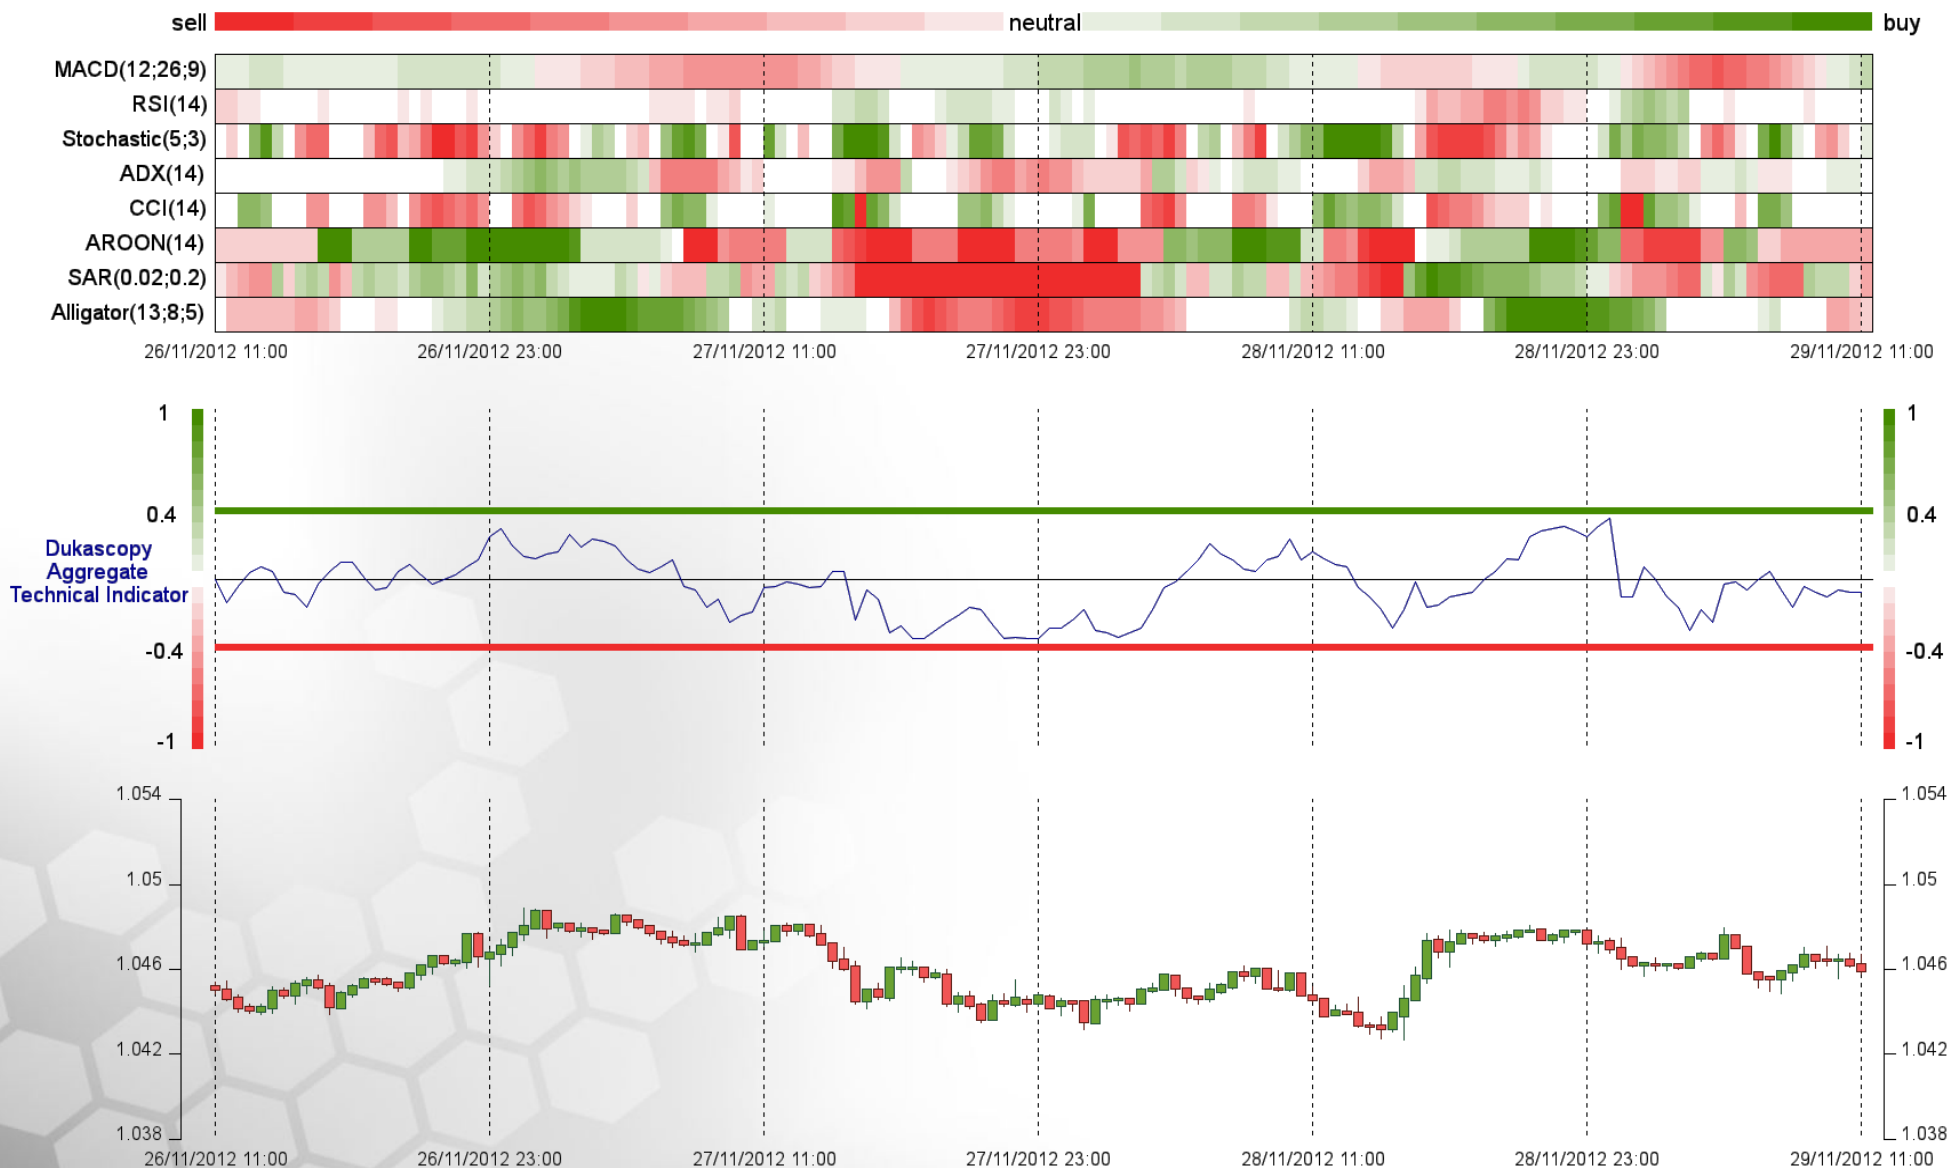 sell neutral buy
MACD(12;26;9)
RSI(14)
Stochastic(5;3)
ADX(14)
CCI(14)
AROON(14)
SAR(0.02;0.2)
Alligator(13;8;5)
26/11/2012 11:00 26/11/2012 23:00 27/11/2012 11:00 27/11/2012 23:00 28/11/2012 11:00 28/11/2012 23:00 29/11/2012 11:00
1 1
0.4 0.4
Dukascopy
Aggregate
Technical Indicator
-0.4 -0.4
-1 -1
1.054 1.054
1.05 1.05
1.046 1.046
1.042 1.042
1.038 1.038
26/11/2012 11:00 26/11/2012 23:00 27/11/2012 11:00 27/11/2012 23:00 28/11/2012 11:00 28/11/2012 23:00 29/11/2012 11:00